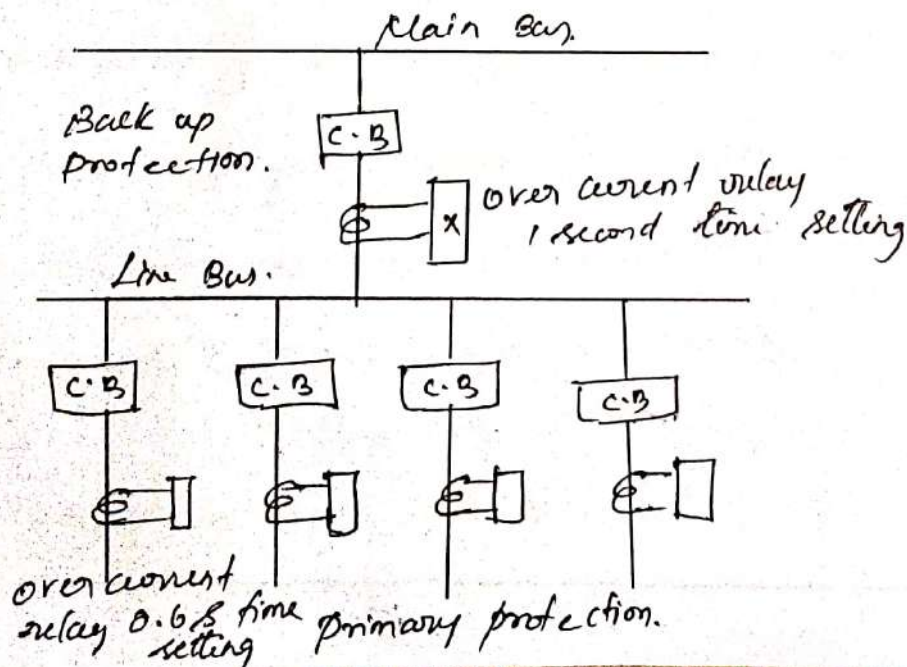 Main Bus.
Back up
protection.
C.B
X
over current relay
1 second time setting
Line Bus.
C.B
C.B
C.B
C.B
over current
relay 0.6s time
setting
primary protection.